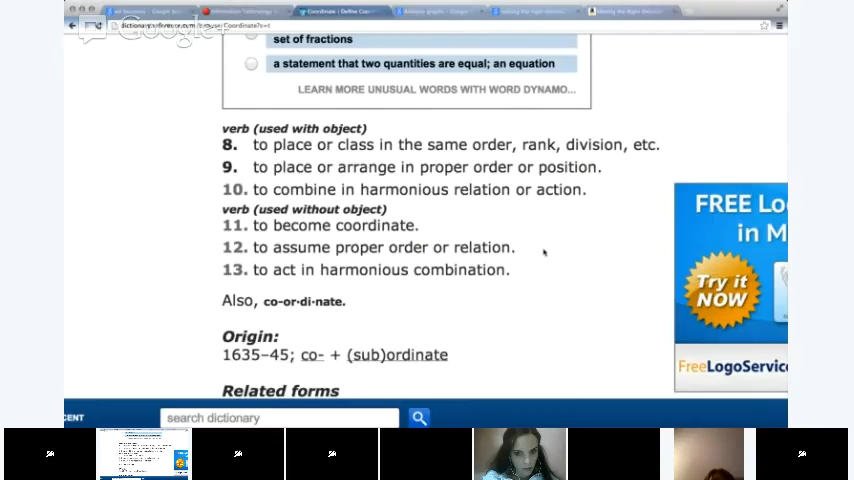 Coordinate | Define Coo
Google+
set of fractions
a statement that two quantities are equal; an equation
LEARN MORE UNUSUAL WORDS WITH WORD DYNAMO...
verb (used with object)
8. to place or class in the same order, rank, division, etc.
9. to place or arrange in proper order or position.
10. to combine in harmonious relation or action.
verb (used without object)
11. to become coordinate.
12. to assume proper order or relation.
13. to act in harmonious combination.
Also, co-or·di·nate.
Origin:
1635–45; co- + (sub)ordinate
Related forms
FREE Lo
in M
Try it
NOW
FreeLogoService
CENT
search dictionary